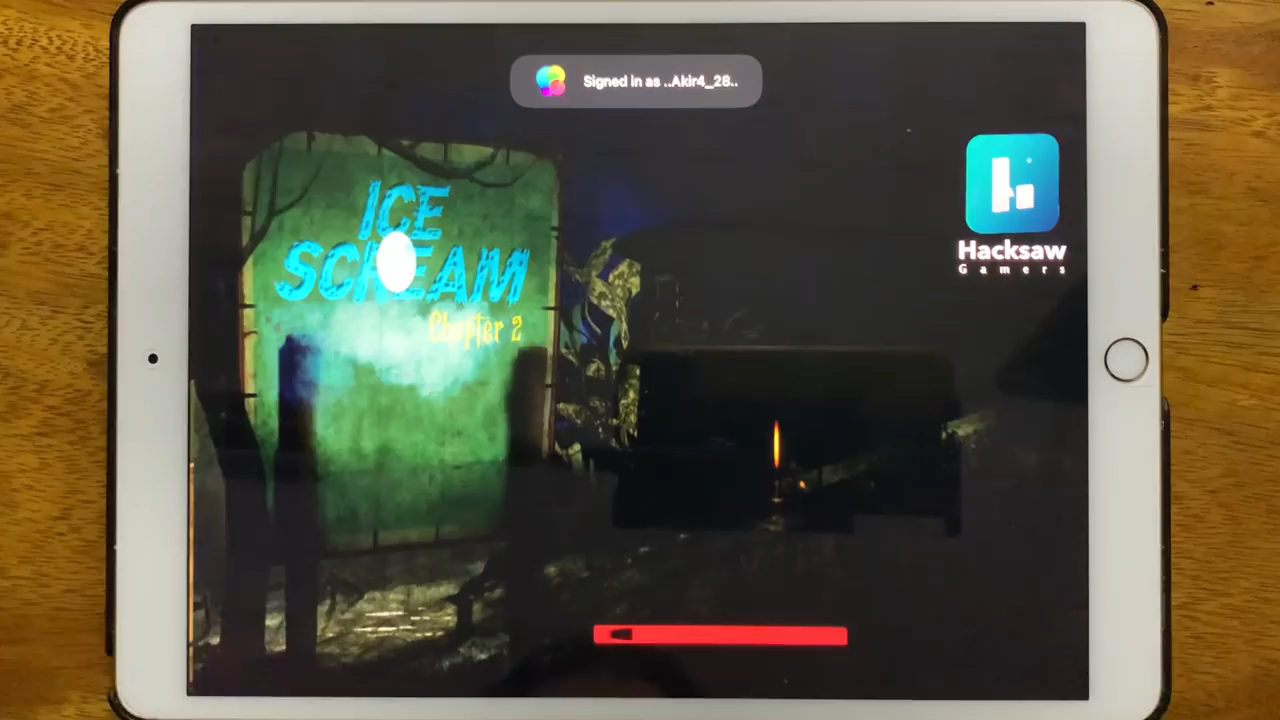 Signed in as ..Akir4_28..
ICE
SCREAM
Chapter 2
Hacksaw
Gamers